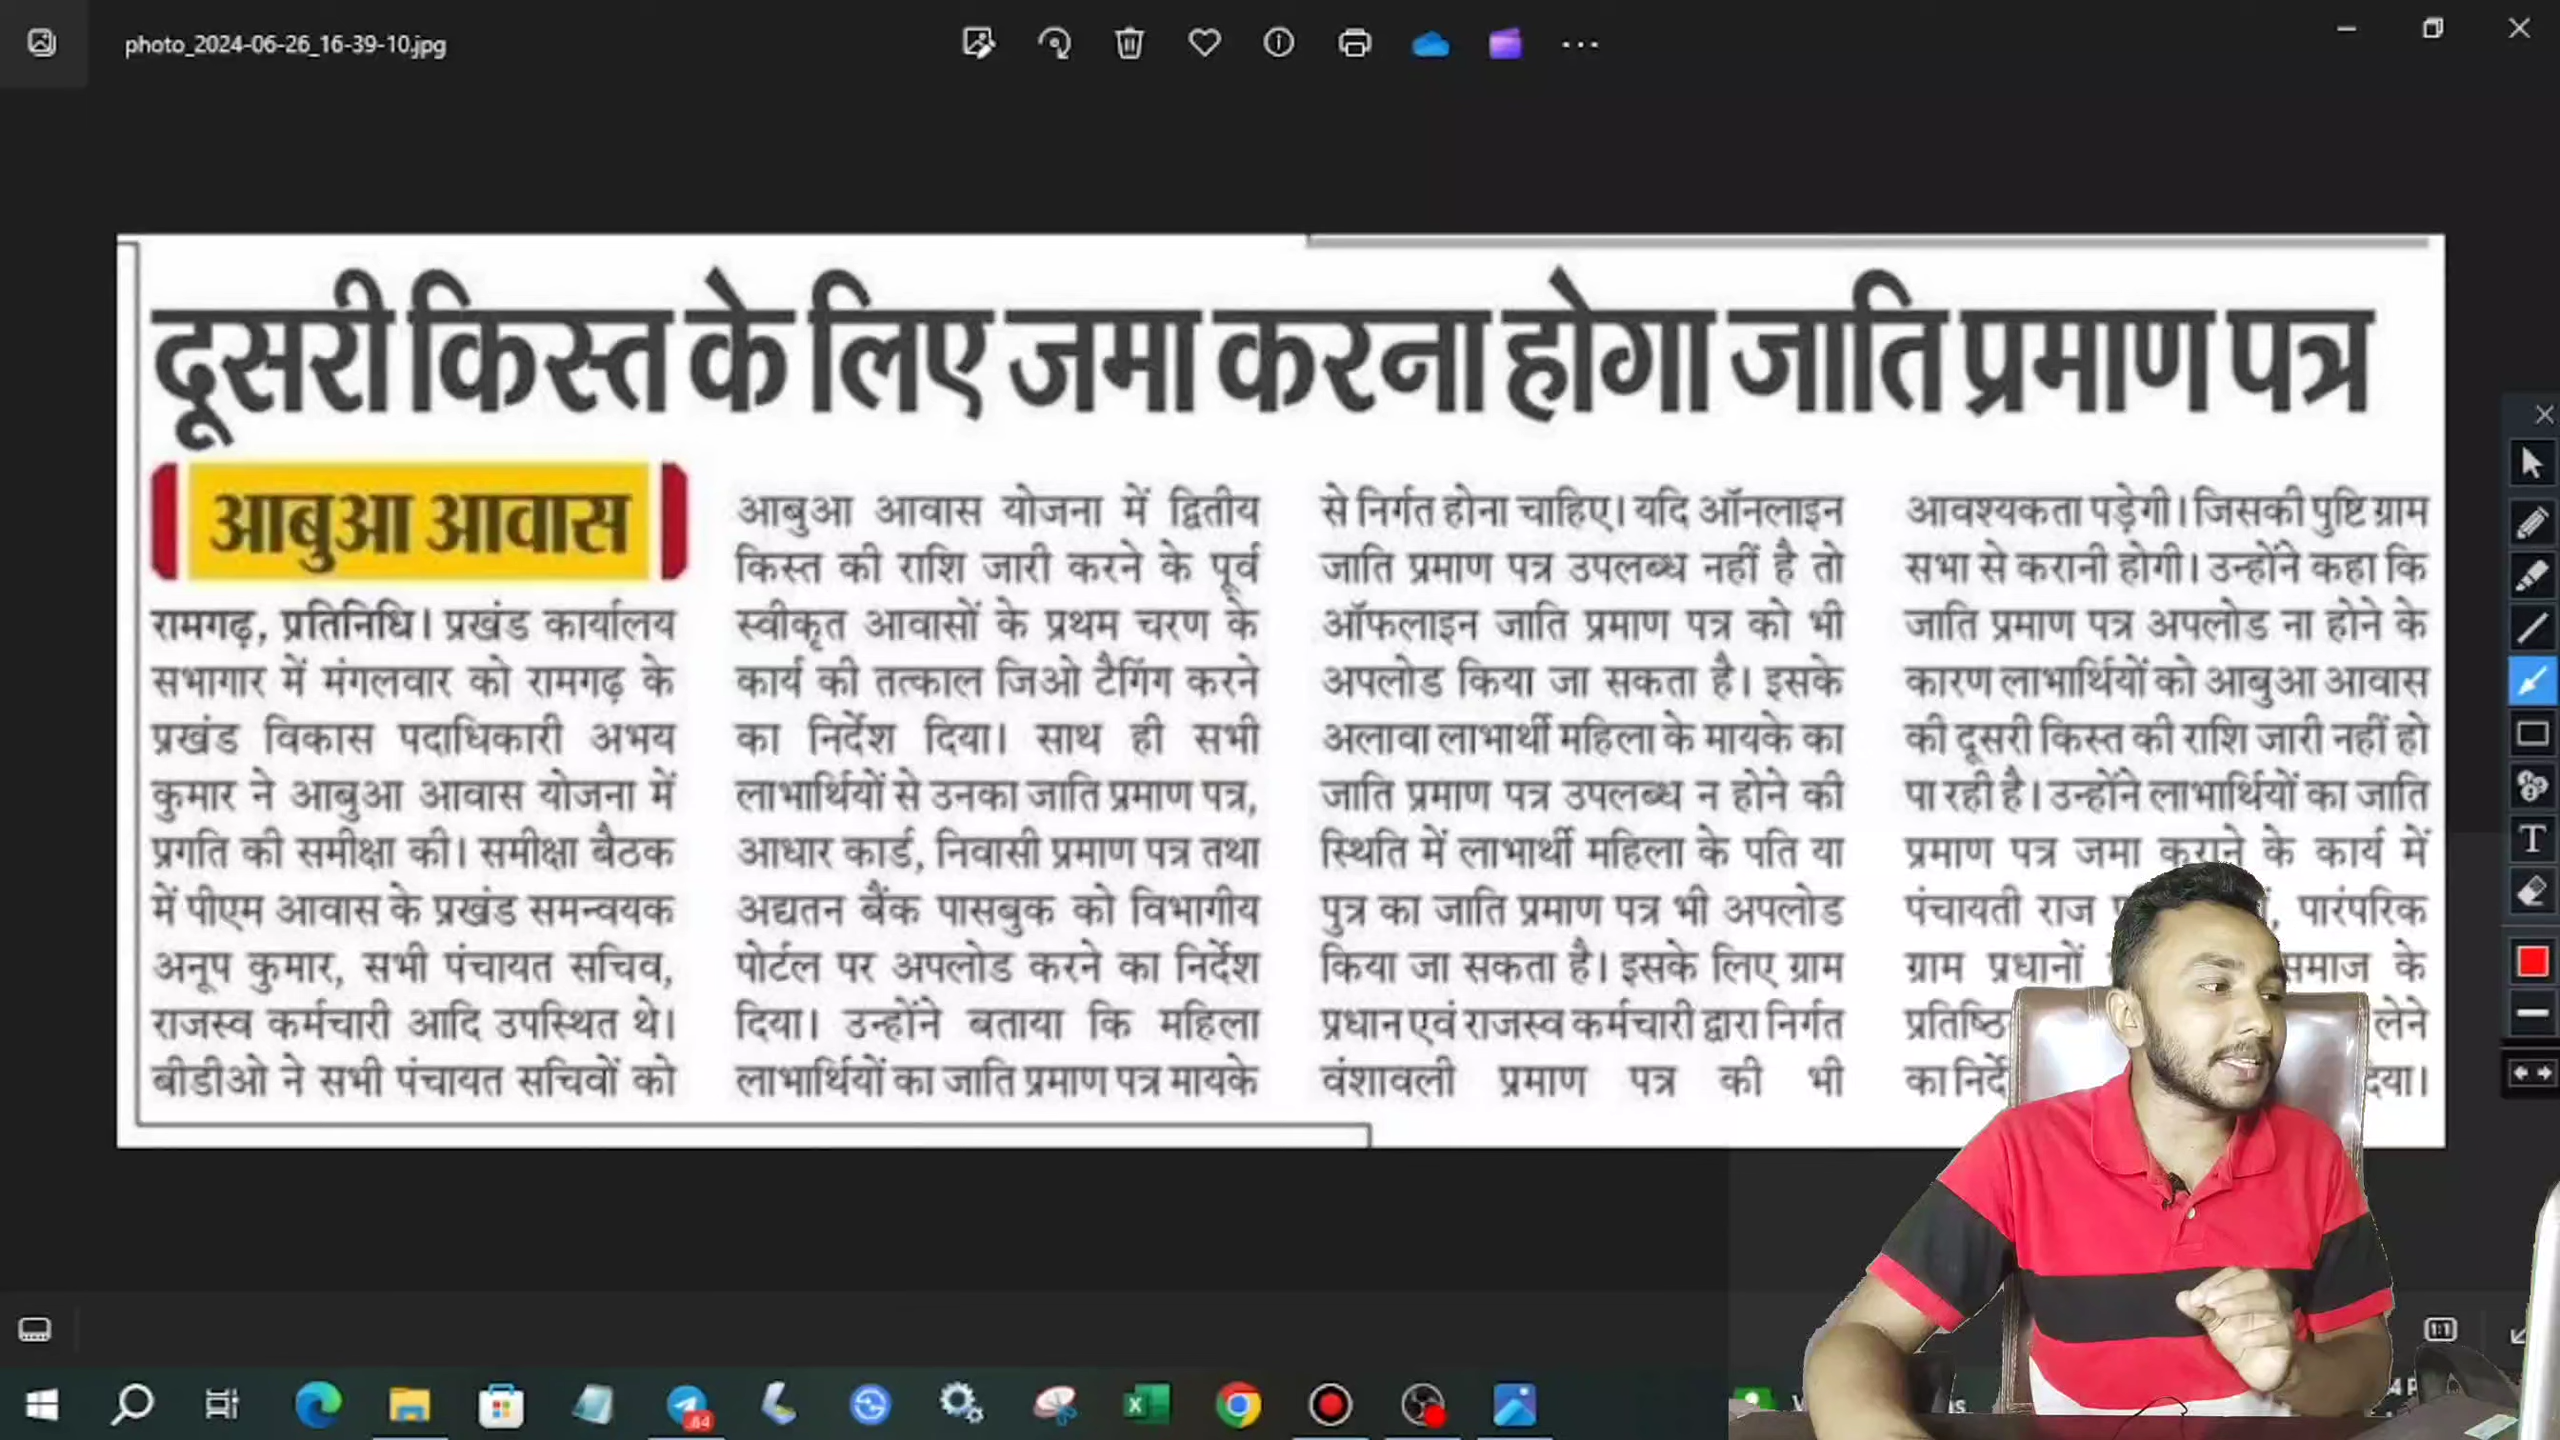 photo_2024-06-26_16-39-10.jpg
दूसरी किस्त के लिए जमा करना होगा जाति प्रमाण पत्र
आबुआ आवास
रामगढ़, प्रतिनिधि। प्रखंड कार्यालय
सभागार में मंगलवार को रामगढ़ के
प्रखंड विकास पदाधिकारी अभय
कुमार ने आबुआ आवास योजना में
प्रगति की समीक्षा की। समीक्षा बैठक
में पीएम आवास के प्रखंड समन्वयक
अनूप कुमार, सभी पंचायत सचिव,
राजस्व कर्मचारी आदि उपस्थित थे।
बीडीओ ने सभी पंचायत सचिवों को
आबुआ आवास योजना में द्वितीय
किस्त की राशि जारी करने के पूर्व
स्वीकृत आवासों के प्रथम चरण के
कार्य की तत्काल जिओ टैगिंग करने
का निर्देश दिया। साथ ही सभी
लाभार्थियों से उनका जाति प्रमाण पत्र,
आधार कार्ड, निवासी प्रमाण पत्र तथा
अद्यतन बैंक पासबुक को विभागीय
पोर्टल पर अपलोड करने का निर्देश
दिया। उन्होंने बताया कि महिला
लाभार्थियों का जाति प्रमाण पत्र मायके
से निर्गत होना चाहिए। यदि ऑनलाइन
जाति प्रमाण पत्र उपलब्ध नहीं है तो
ऑफलाइन जाति प्रमाण पत्र को भी
अपलोड किया जा सकता है। इसके
अलावा लाभार्थी महिला के मायके का
जाति प्रमाण पत्र उपलब्ध न होने की
स्थिति में लाभार्थी महिला के पति या
पुत्र का जाति प्रमाण पत्र भी अपलोड
किया जा सकता है। इसके लिए ग्राम
प्रधान एवं राजस्व कर्मचारी द्वारा निर्गत
वंशावली प्रमाण पत्र की भी
आवश्यकता पड़ेगी। जिसकी पुष्टि ग्राम
सभा से करानी होगी। उन्होंने कहा कि
जाति प्रमाण पत्र अपलोड ना होने के
कारण लाभार्थियों को आबुआ आवास
की दूसरी किस्त की राशि जारी नहीं हो
पा रही है। उन्होंने लाभार्थियों का जाति
प्रमाण पत्र जमा कराने के कार्य में
पंचायती राज पारंपरिक
ग्राम प्रधानों समाज के
लेने
का